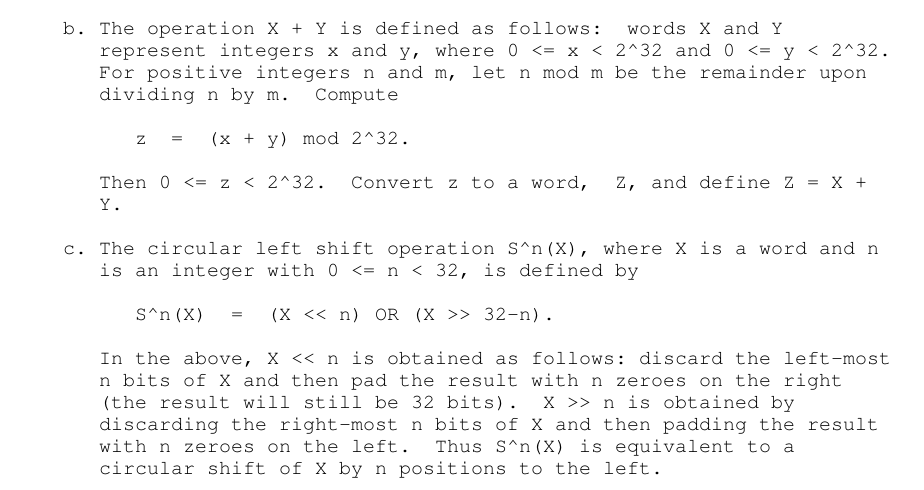 b. The operation X + Y is defined as follows:  words X and Y
represent integers x and y, where 0 <= x < 2^32 and 0 <= y < 2^32.
For positive integers n and m, let n mod m be the remainder upon
dividing n by m.  Compute
z  =  (x + y) mod 2^32.
Then 0 <= z < 2^32.  Convert z to a word,  Z, and define Z = X +
Y.
c. The circular left shift operation S^n(X), where X is a word and n
is an integer with 0 <= n < 32, is defined by
S^n(X)  =  (X << n) OR (X >> 32-n).
In the above, X << n is obtained as follows: discard the left-most
n bits of X and then pad the result with n zeroes on the right
(the result will still be 32 bits).  X >> n is obtained by
discarding the right-most n bits of X and then padding the result
with n zeroes on the left.  Thus S^n(X) is equivalent to a
circular shift of X by n positions to the left.